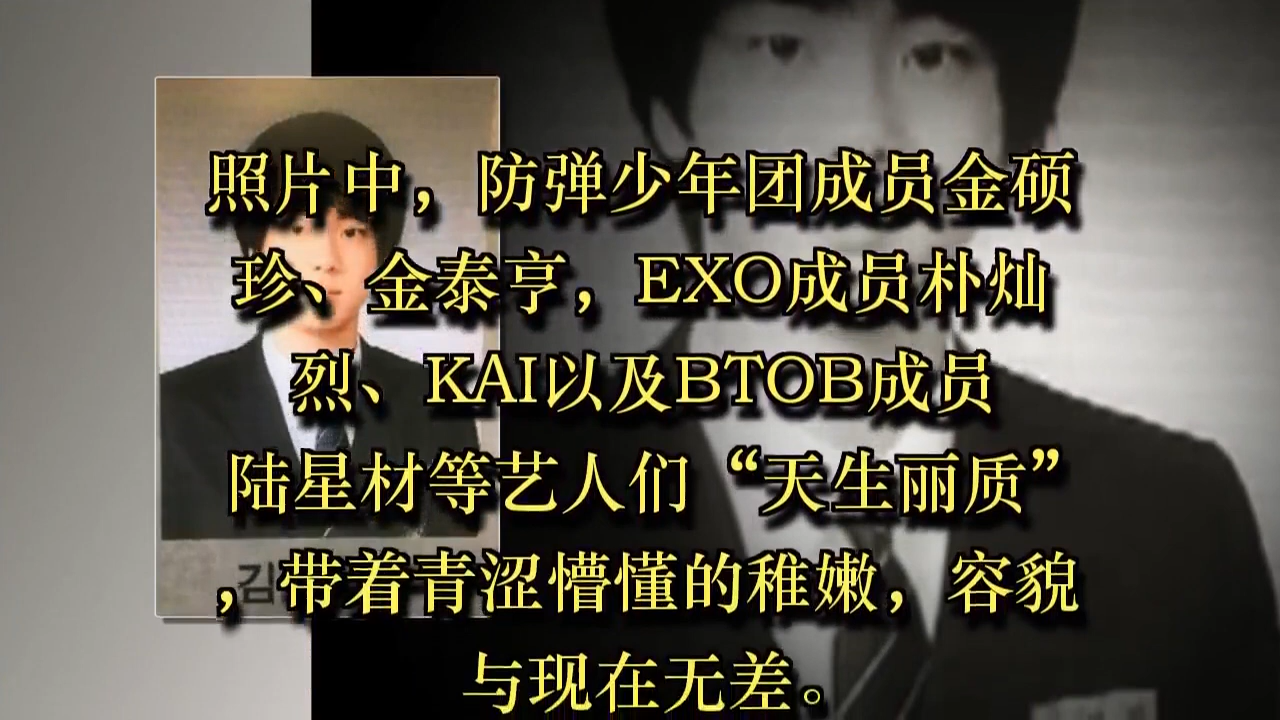 照片中，防弹少年团成员金硕
珍、金泰亨，EXO成员朴灿
烈、KAI以及BTOB成员
陆星材等艺人们“天生丽质”
，带着青涩懵懂的稚嫩，容貌
与现在无差。
김